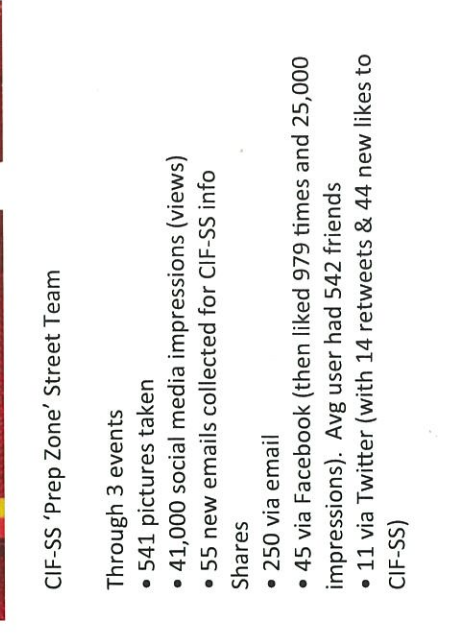 CIF-SS 'Prep Zone' Street Team
Through 3 events
• 541 pictures taken
• 41,000 social media impressions (views)
• 55 new emails collected for CIF-SS info
Shares
• 250 via email
• 45 via Facebook (then liked 979 times and 25,000
impressions).  Avg user had 542 friends
• 11 via Twitter (with 14 retweets & 44 new likes to
CIF-SS)